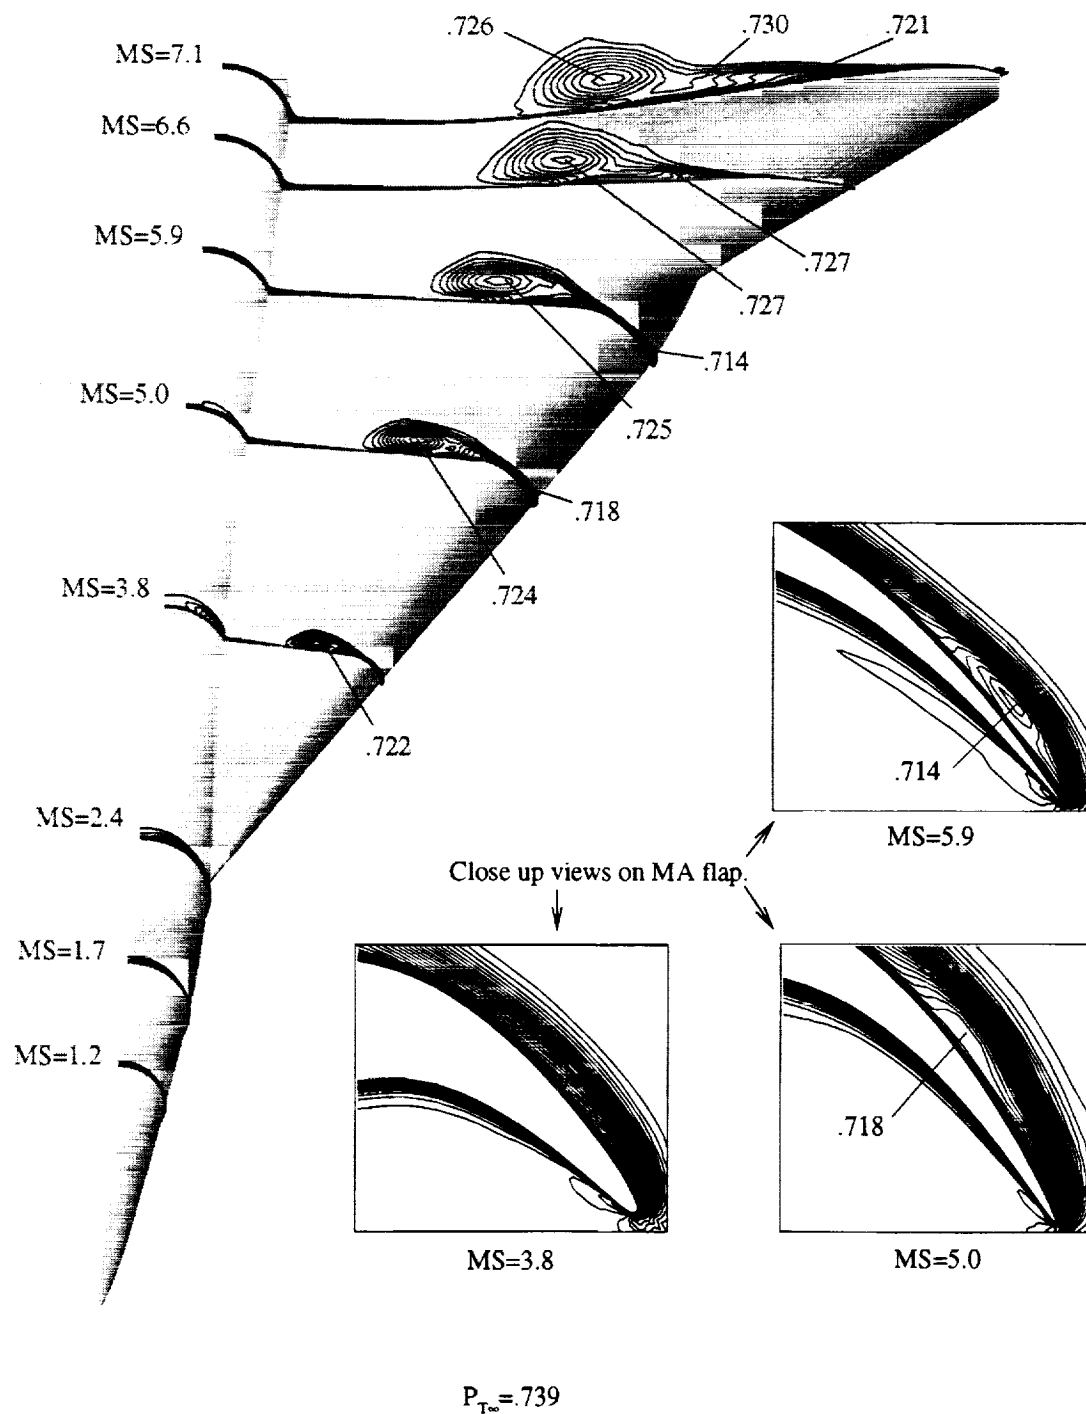 .726
.730
.721
MS=7.1
MS=6.6
MS=5.9
.727
.727
.714
MS=5.0
.725
.718
MS=3.8
.724
.722
.714
MS=2.4
MS=5.9
Close up views on MA flap.
MS=1.7
MS=1.2
.718
MS=3.8
MS=5.0
P_T∞=.739